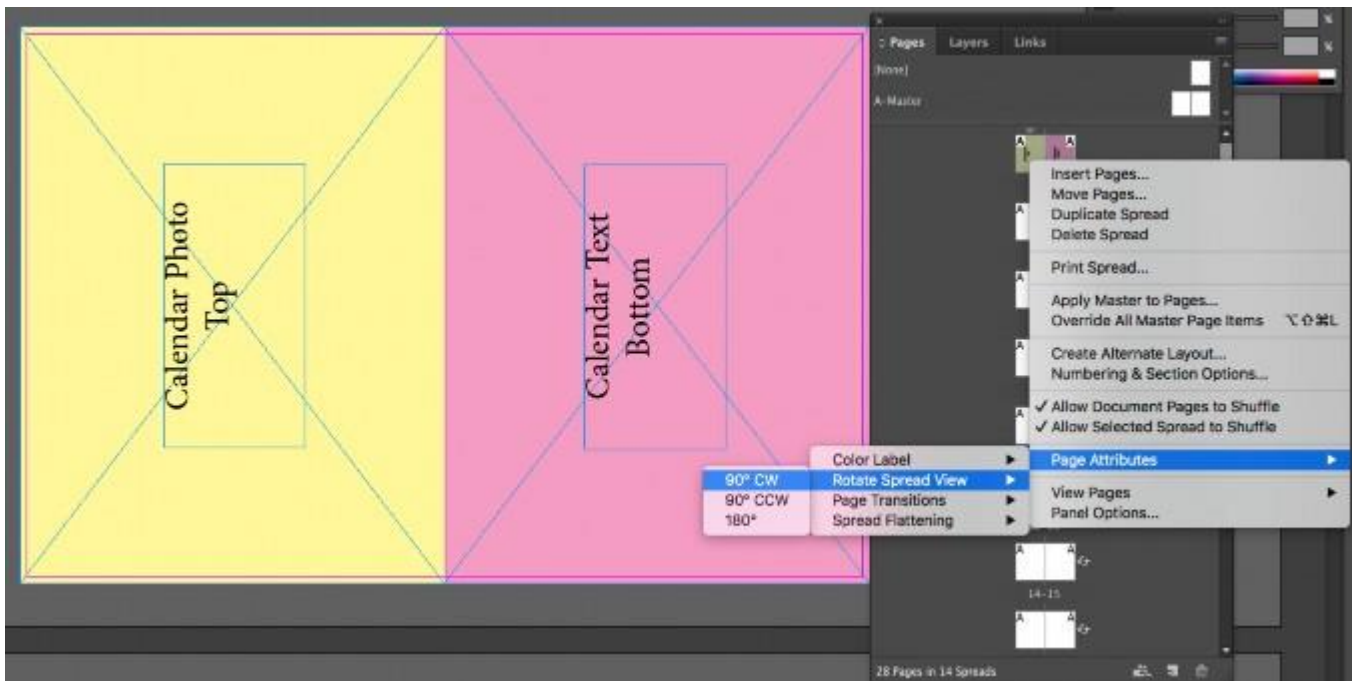 Calendar Photo
Top
Calendar Text
Bottom
Pages Layers Links
[None]
A-Master
A A
Insert Pages...
Move Pages...
Duplicate Spread
Delete Spread
Print Spread...
Apply Master to Pages...
Override All Master Page Items ⌥⇧⌘L
Create Alternate Layout...
Numbering & Section Options...
✓ Allow Document Pages to Shuffle
✓ Allow Selected Spread to Shuffle
Page Attributes
View Pages
Panel Options...
Color Label
Rotate Spread View
Page Transitions
Spread Flattening
90° CW
90° CCW
180°
A
A
A
A
A A
14-15
A A
28 Pages in 14 Spreads
%
%